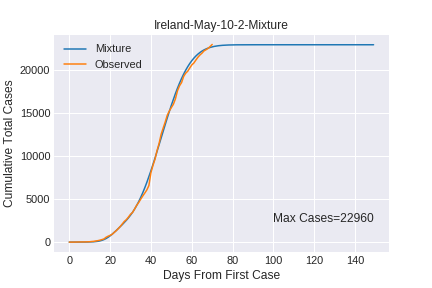 Ireland-May-10-2-Mixture
Mixture
Observed
Cumulative Total Cases
20000
15000
10000
5000
0
Max Cases=22960
0 20 40 60 80 100 120 140
Days From First Case